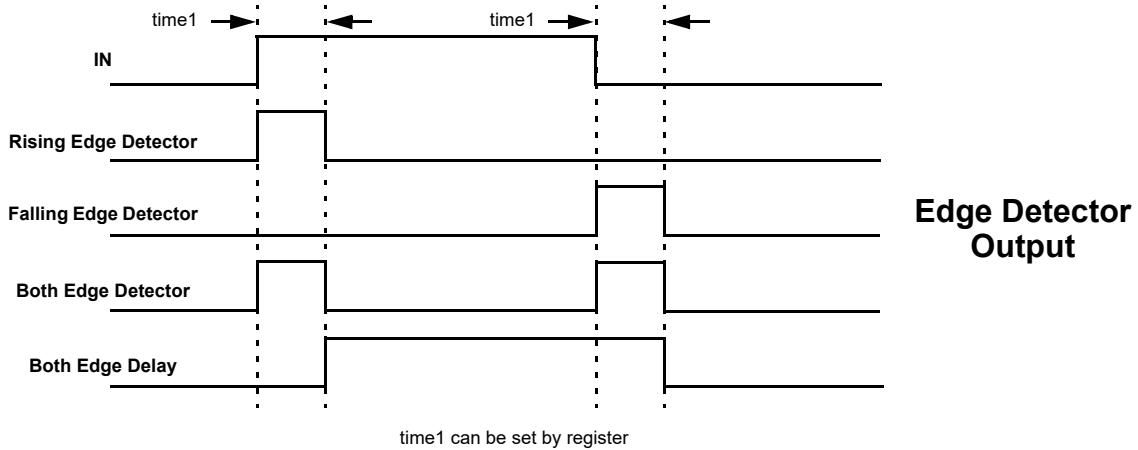 time1
time1
IN
Rising Edge Detector
Falling Edge Detector
Edge Detector
Output
Both Edge Detector
Both Edge Delay
time1 can be set by register